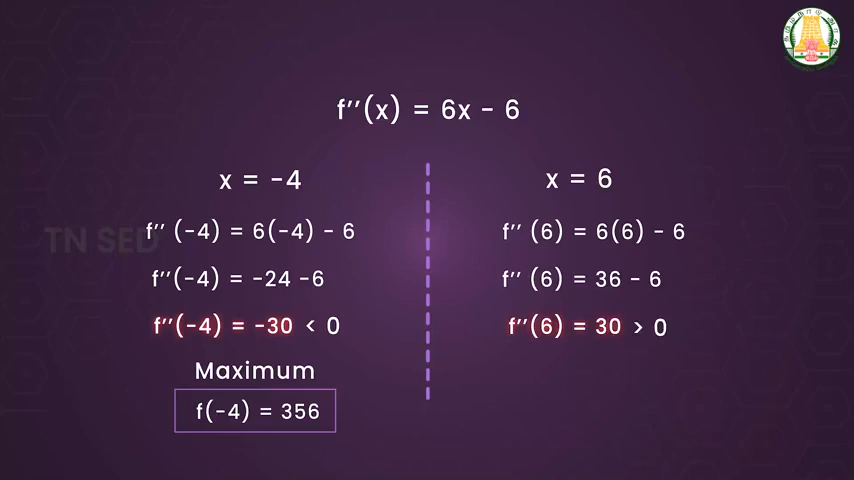 f''(x) = 6x - 6
x = -4
f'' (-4) = 6(-4) - 6
f''(-4) = -24 -6
f''(-4) = -30 < 0
Maximum
f(-4) = 356
x = 6
f'' (6) = 6(6) - 6
f'' (6) = 36 - 6
f''(6) = 30 > 0
TN SED